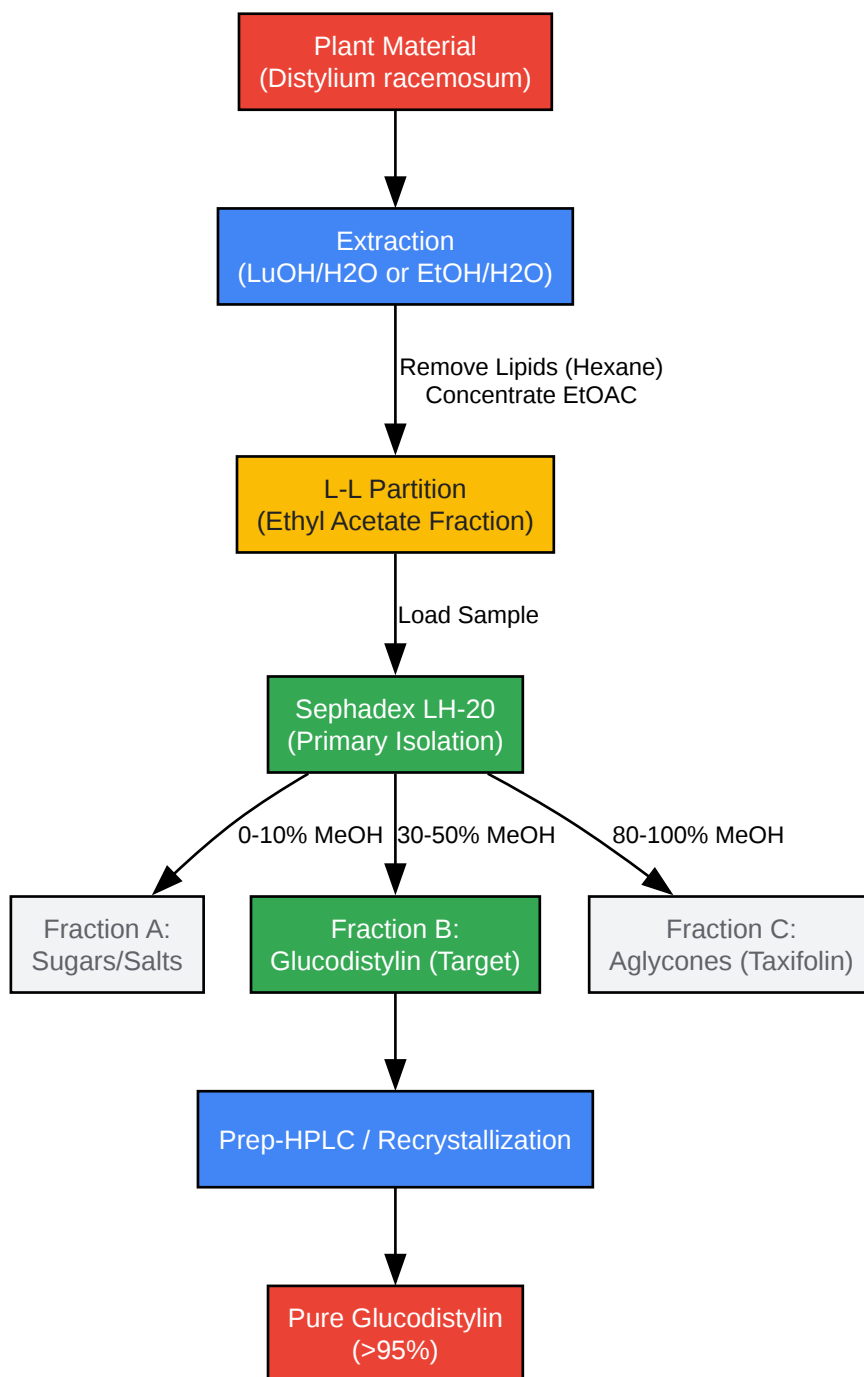 Plant Material
(Distylium racemosum)
Extraction
(LuOH/H2O or EtOH/H2O)
Remove Lipids (Hexane)
Concentrate EtOAC
L-L Partition
(Ethyl Acetate Fraction)
Load Sample
Sephadex LH-20
(Primary Isolation)
0-10% MeOH
30-50% MeOH
80-100% MeOH
Fraction A:
Sugars/Salts
Fraction B:
Glucodistylin (Target)
Fraction C:
Aglycones (Taxifolin)
Prep-HPLC / Recrystallization
Pure Glucodistylin
(>95%)